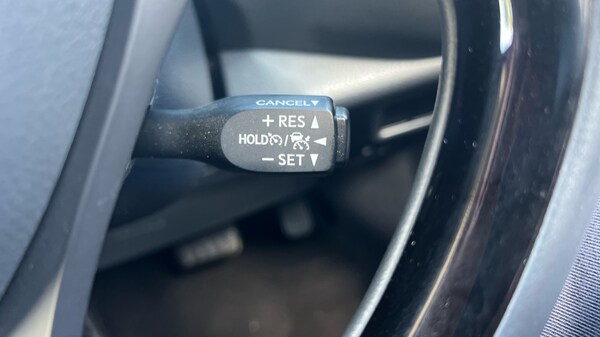 CANCEL▼
+ RES ▲
HOLD / ◀
− SET ▼